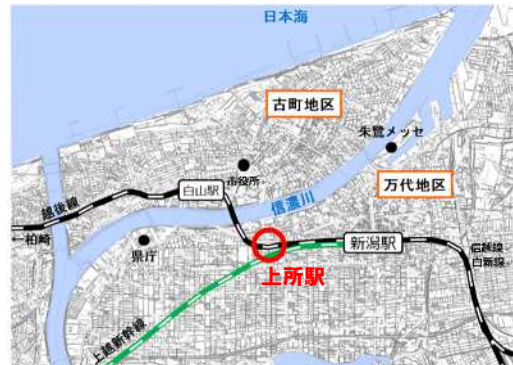 日本海
古町地区
朱鷺メッセ
市役所
万代地区
白山駅
越後線
信濃川
←柏崎
県庁
新潟駅
信越線
白新線
上所駅
上越新幹線